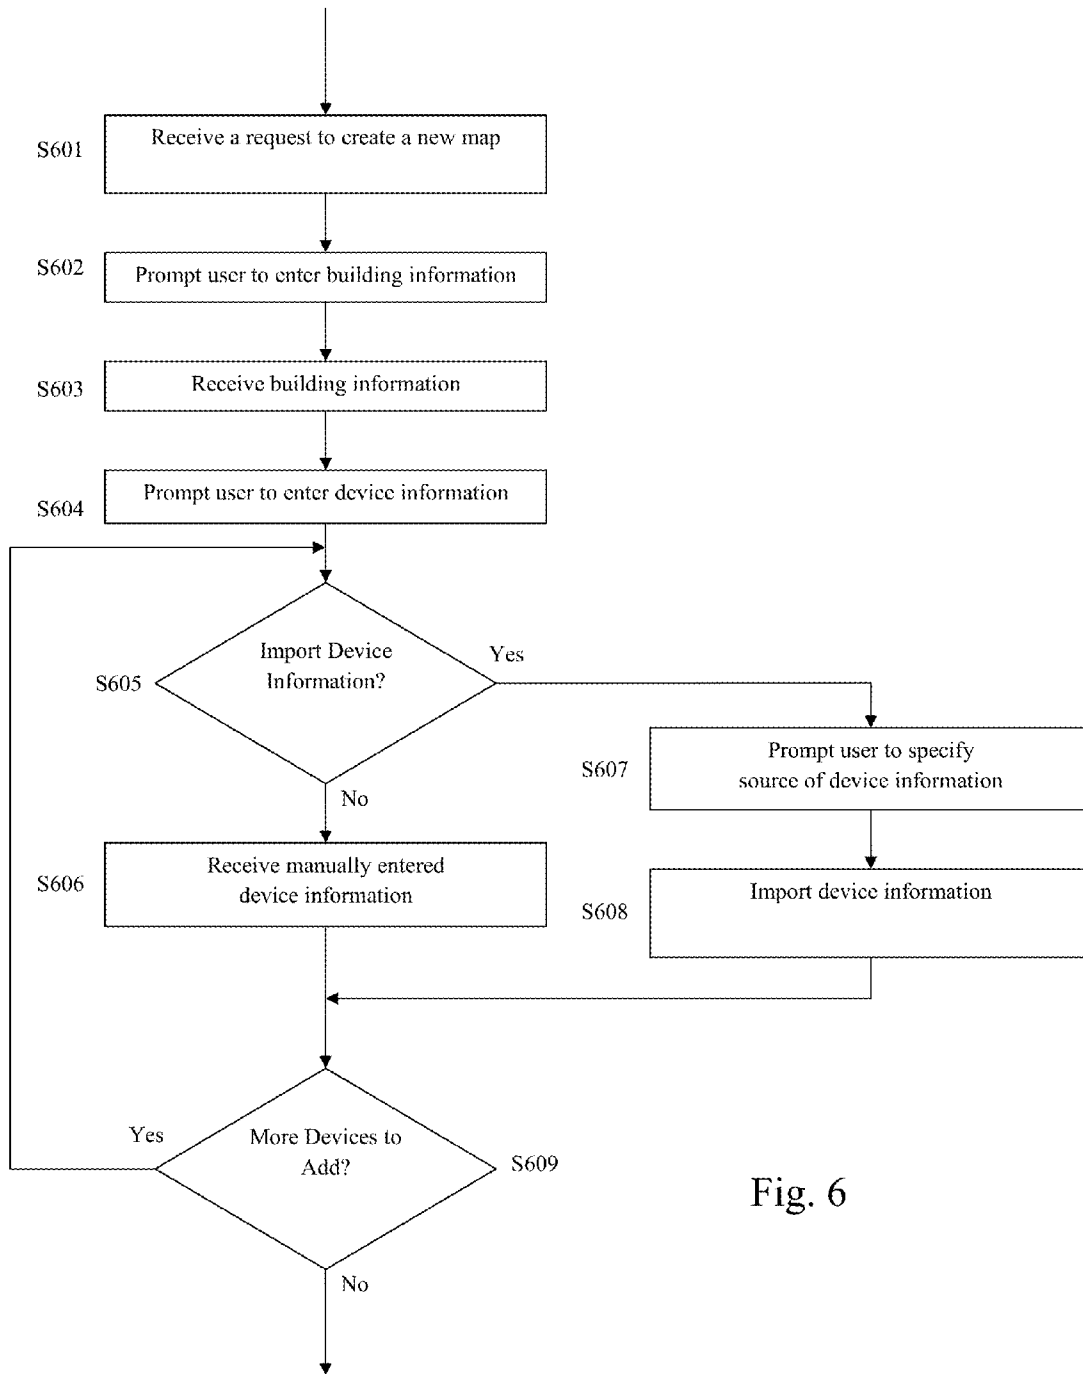 S601
Receive a request to create a new map
S602
Prompt user to enter building information
S603
Receive building information
S604
Prompt user to enter device information
S605
Import Device
Information?
Yes
No
S607
Prompt user to specify
source of device information
S606
Receive manually entered
device information
S608
Import device information
Yes
More Devices to
Add?
S609
No
Fig. 6